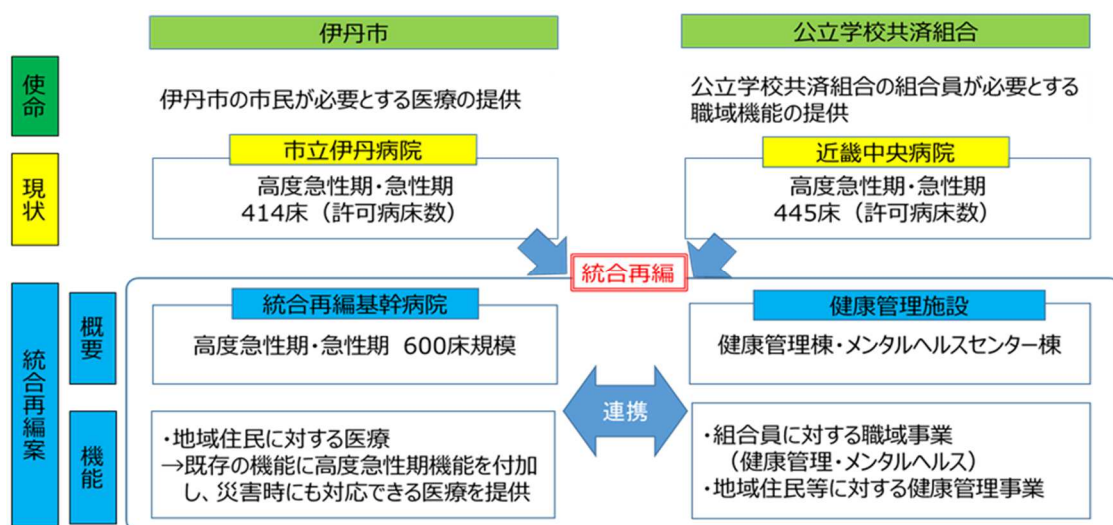 伊丹市
公立学校共済組合
使命
伊丹市の市民が必要とする医療の提供
公立学校共済組合の組合員が必要とする
職域機能の提供
現状
市立伊丹病院
高度急性期・急性期
414床（許可病床数）
近畿中央病院
高度急性期・急性期
445床（許可病床数）
統合再編
統合再編案
概要
統合再編基幹病院
高度急性期・急性期 600床規模
健康管理施設
健康管理棟・メンタルヘルスセンター棟
連携
機能
・地域住民に対する医療
→既存の機能に高度急性期機能を付加
し、災害時にも対応できる医療を提供
・組合員に対する職域事業
（健康管理・メンタルヘルス）
・地域住民等に対する健康管理事業